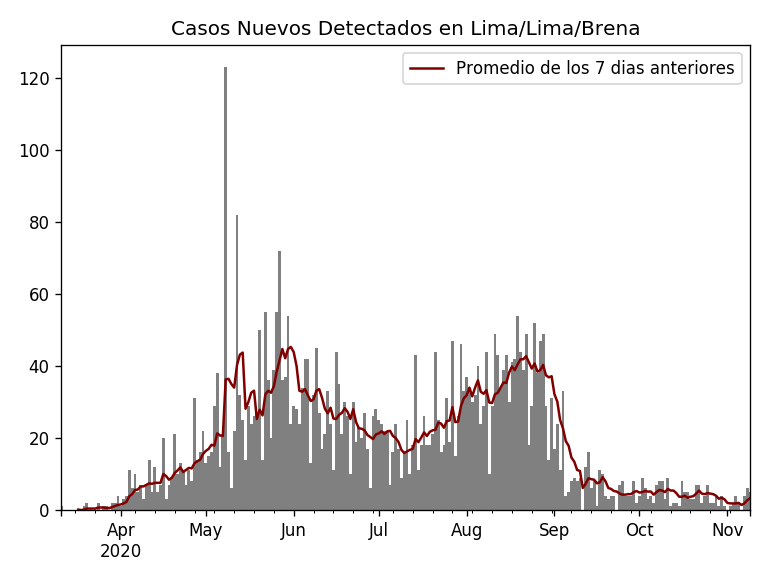 Casos Nuevos Detectados en Lima/Lima/Brena
Promedio de los 7 dias anteriores
120
100
80
60
40
20
0
Apr May Jun Jul Aug Sep Oct Nov
2020